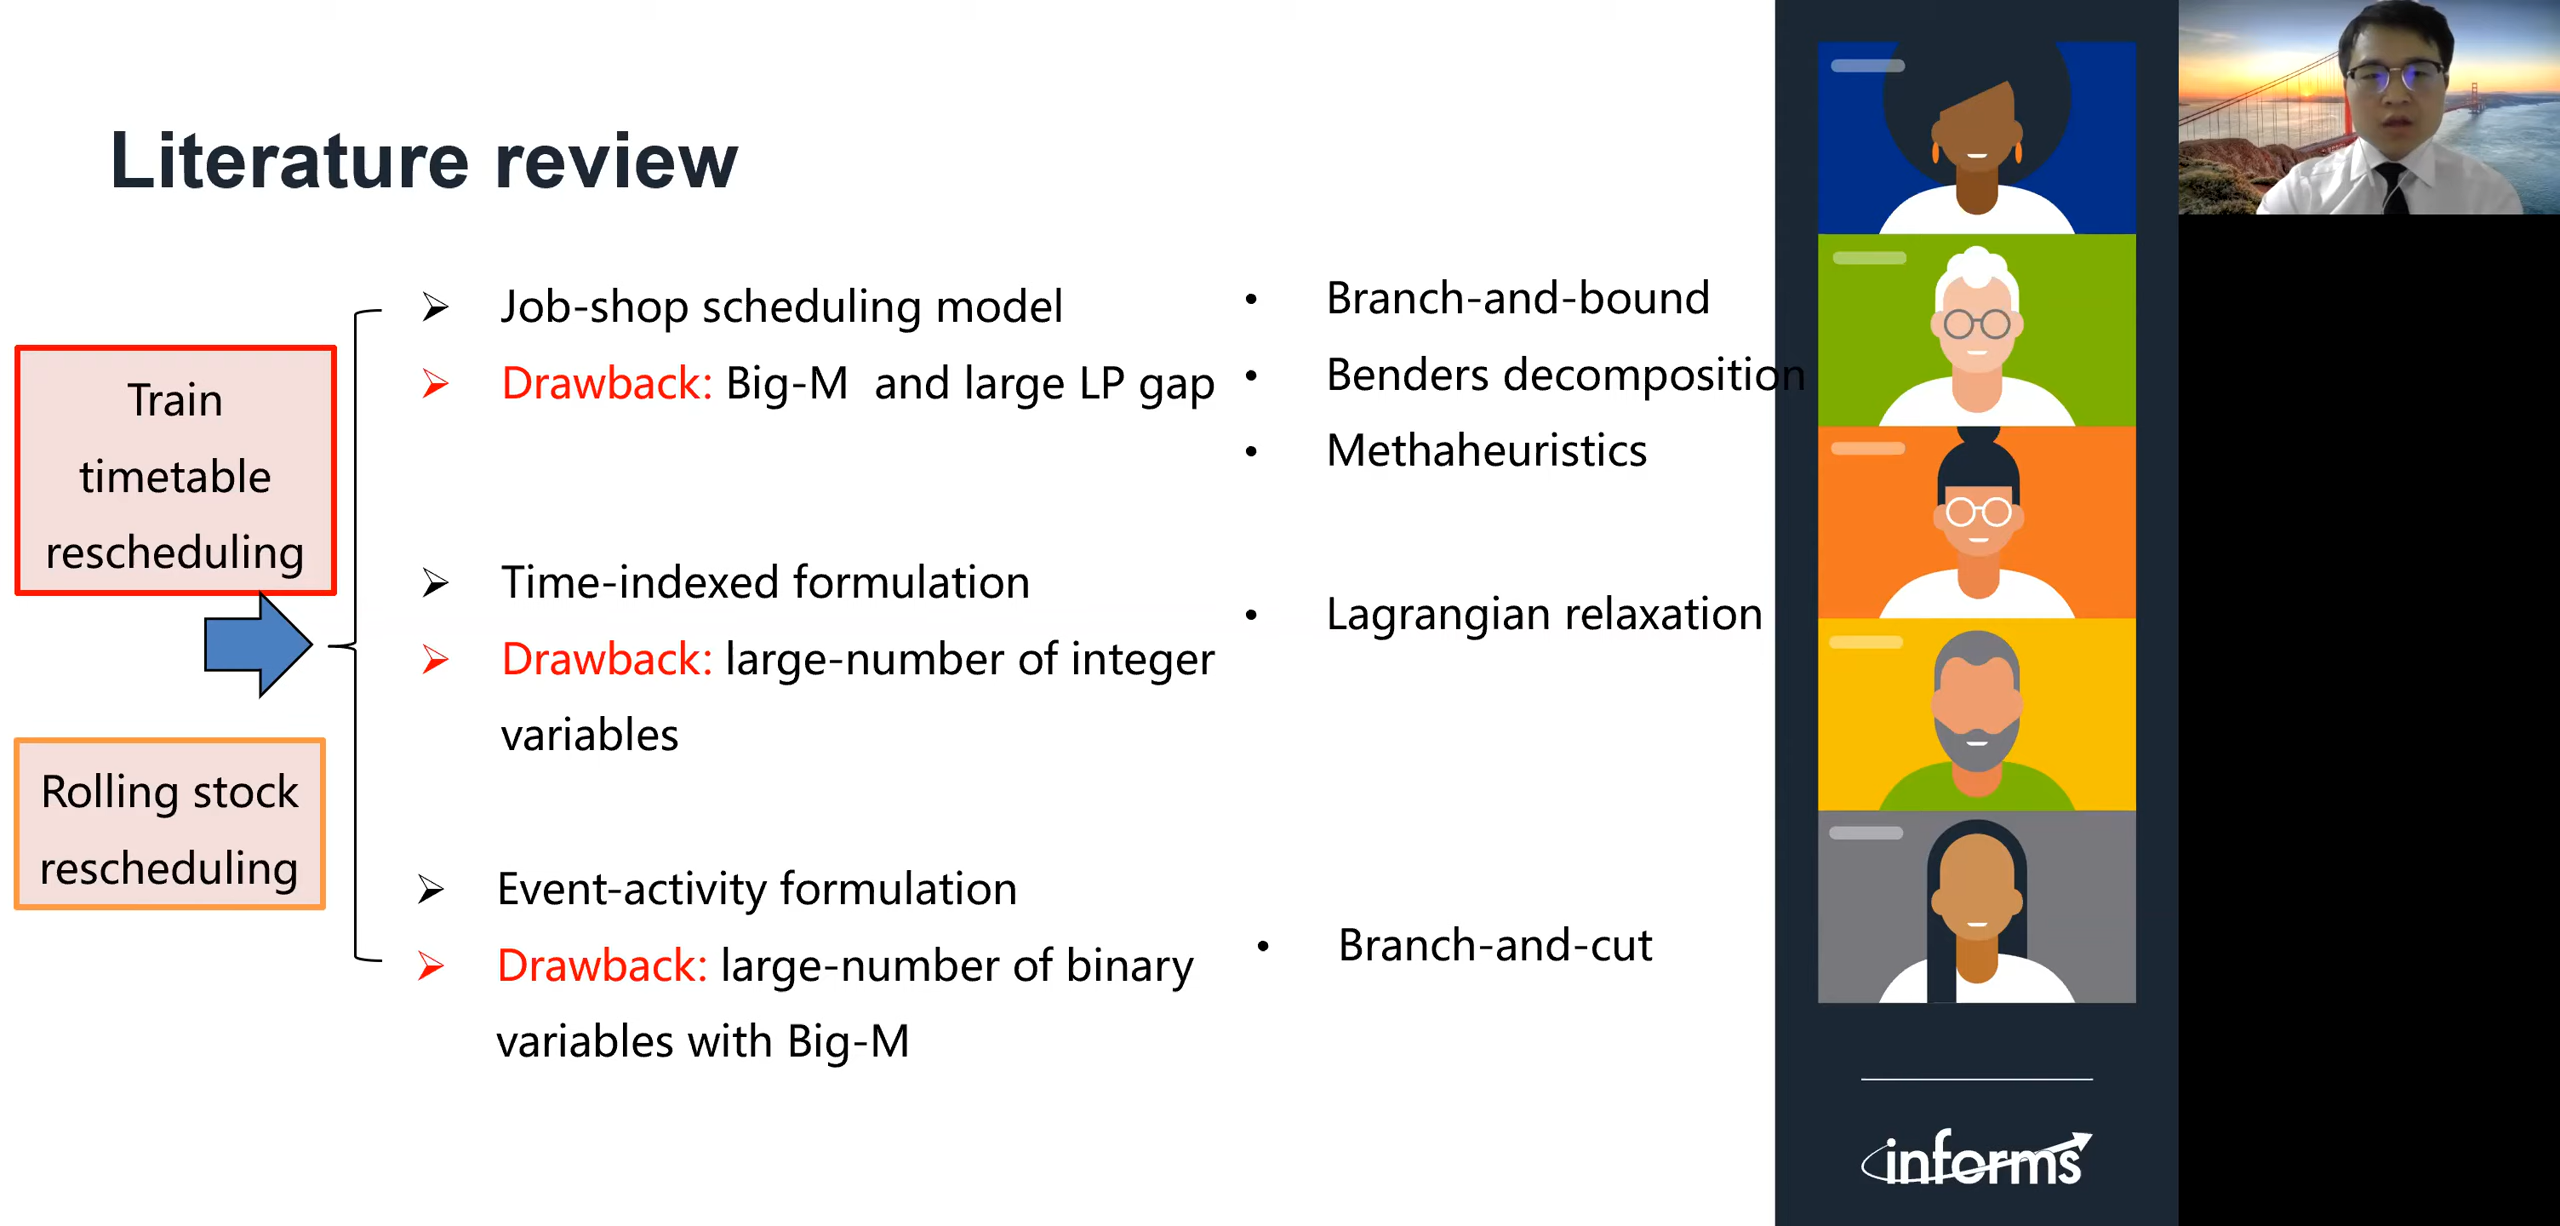 Literature review
Train
timetable
rescheduling
Rolling stock
rescheduling
➢ Job-shop scheduling model
➢ Drawback: Big-M and large LP gap
• Branch-and-bound
• Benders decomposition
• Methaheuristics
➢ Time-indexed formulation
➢ Drawback: large-number of integer
variables
• Lagrangian relaxation
➢ Event-activity formulation
➢ Drawback: large-number of binary
variables with Big-M
• Branch-and-cut
informs